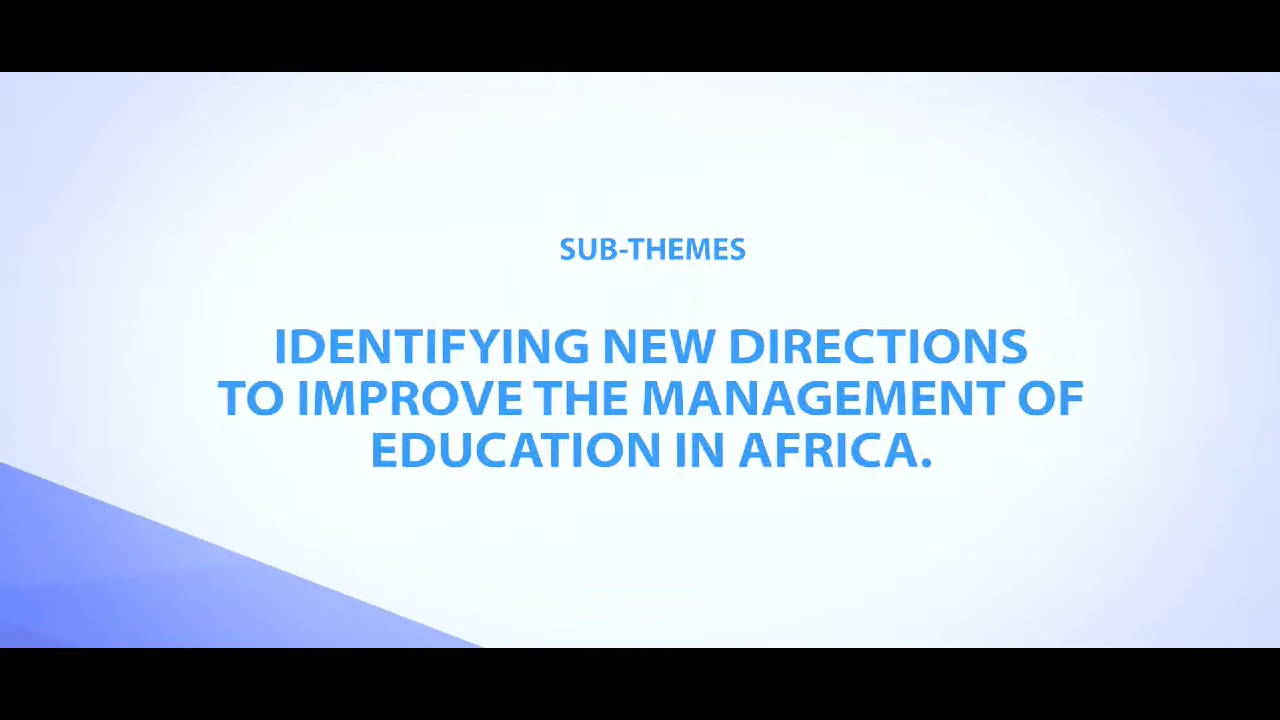 SUB-THEMES
IDENTIFYING NEW DIRECTIONS
TO IMPROVE THE MANAGEMENT OF
EDUCATION IN AFRICA.